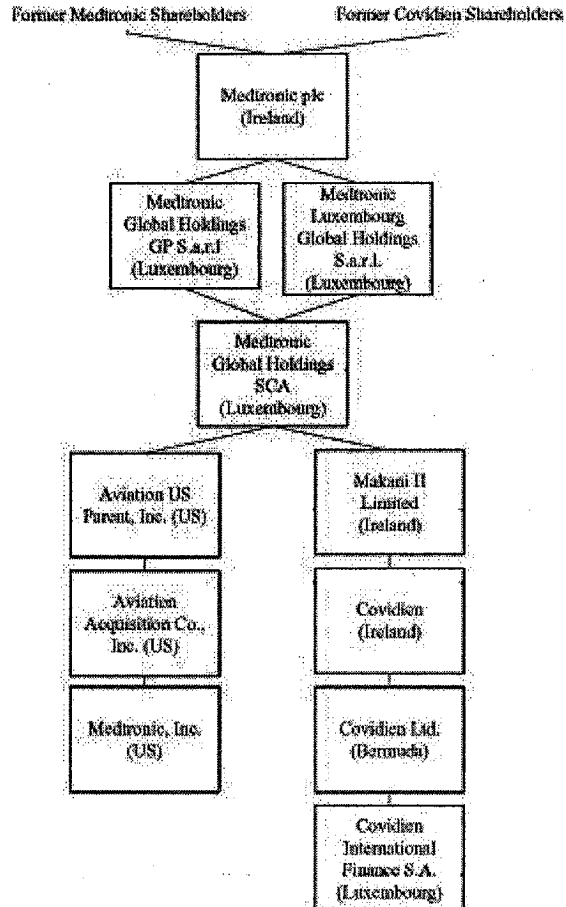 Former Medtronic Shareholders
Former Covidien Shareholders
Medtronic plc
(Ireland)
Medtronic
Global Holdings
GP S.a.r.l
(Luxembourg)
Medtronic
Luxembourg
Global Holdings
S.a.r.l.
(Luxembourg)
Medtronic
Global Holdings
SCA
(Luxembourg)
Aviation US
Parent, Inc. (US)
Makani II
Limited
(Ireland)
Aviation
Acquisition Co.,
Inc. (US)
Covidien
(Ireland)
Medtronic, Inc.
(US)
Covidien Ltd.
(Bermuda)
Covidien
International
Finance S.A.
(Luxembourg)